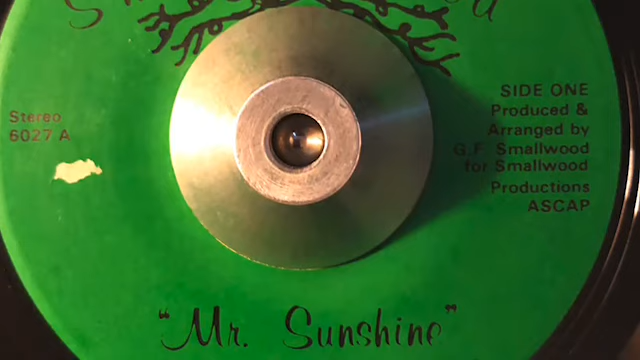 Stereo
6027 A
SIDE ONE
Produced &
Arranged by
G.F. Smallwood
for Smallwood
Productions
ASCAP
"Mr. Sunshine"